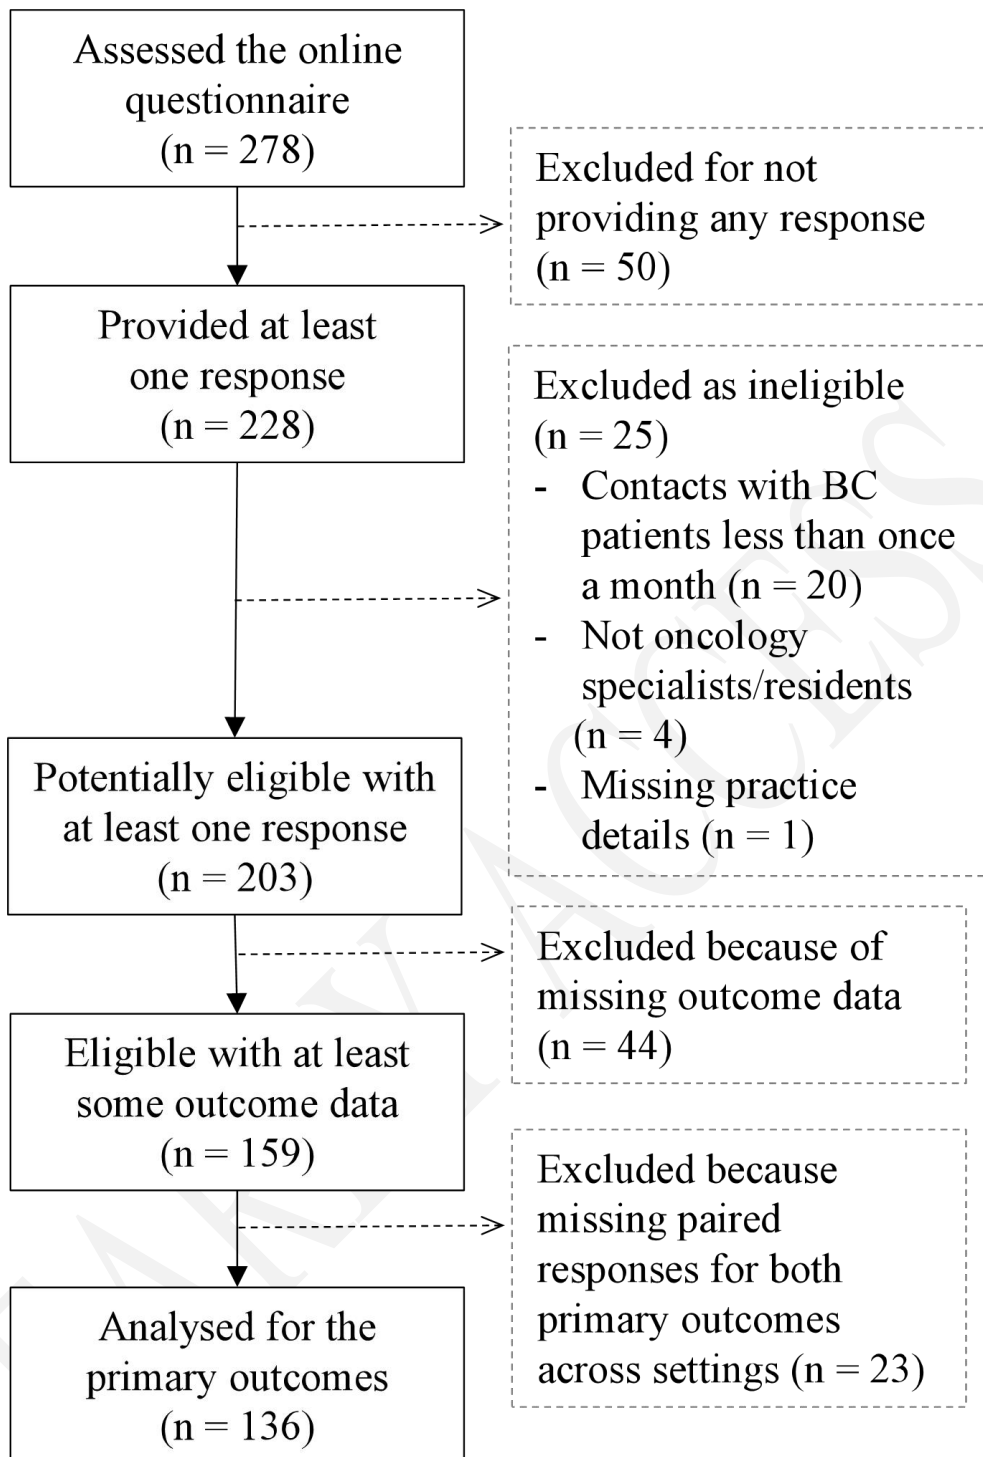 Assessed the online
questionnaire
(n = 278)
Excluded for not
providing any response
(n = 50)
Provided at least
one response
(n = 228)
Excluded as ineligible
(n = 25)
- Contacts with BC
patients less than once
a month (n = 20)
- Not oncology
specialists/residents
(n = 4)
- Missing practice
details (n = 1)
Potentially eligible with
at least one response
(n = 203)
Excluded because of
missing outcome data
(n = 44)
Eligible with at least
some outcome data
(n = 159)
Excluded because
missing paired
responses for both
primary outcomes
across settings (n = 23)
Analysed for the
primary outcomes
(n = 136)
ARLY ACCESS